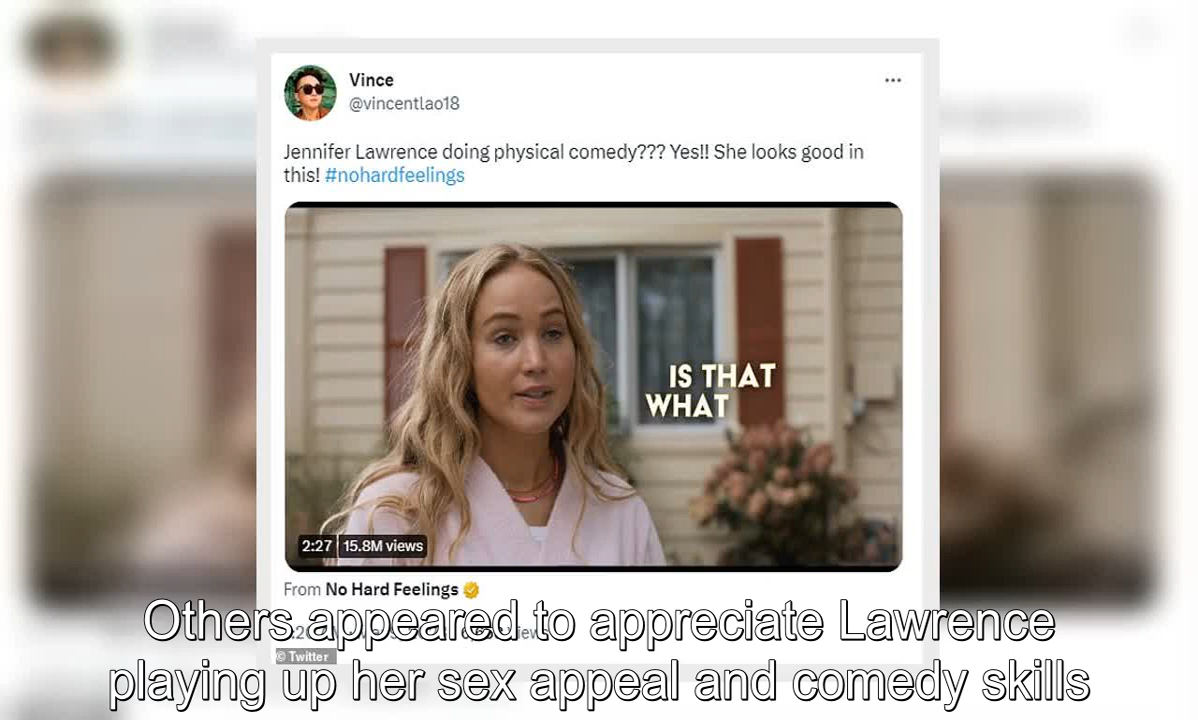 Vince
@vincentlao18
Jennifer Lawrence doing physical comedy??? Yes!! She looks good in
this! #nohardfeelings
IS THAT
WHAT
2:27 15.8M views
From No Hard Feelings
© Twitter
Others appeared to appreciate Lawrence
playing up her sex appeal and comedy skills